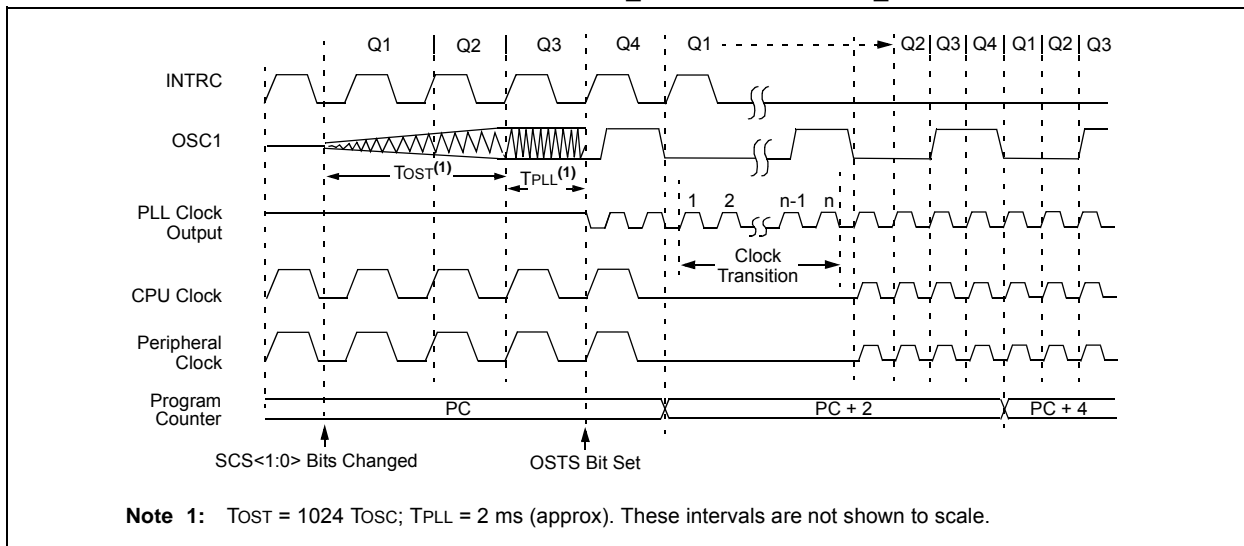 Q1 Q2 Q3 Q4 Q1 Q2 Q3 Q4 Q1 Q2 Q3
INTRC
OSC1
TOST(1) TPLL(1)
1 2 n-1 n
PLL Clock
Output
Clock
Transition
CPU Clock
Peripheral
Clock
Program
Counter
PC PC + 2 PC + 4
SCS<1:0> Bits Changed OSTS Bit Set
Note 1: TOST = 1024 TOSC; TPLL = 2 ms (approx). These intervals are not shown to scale.